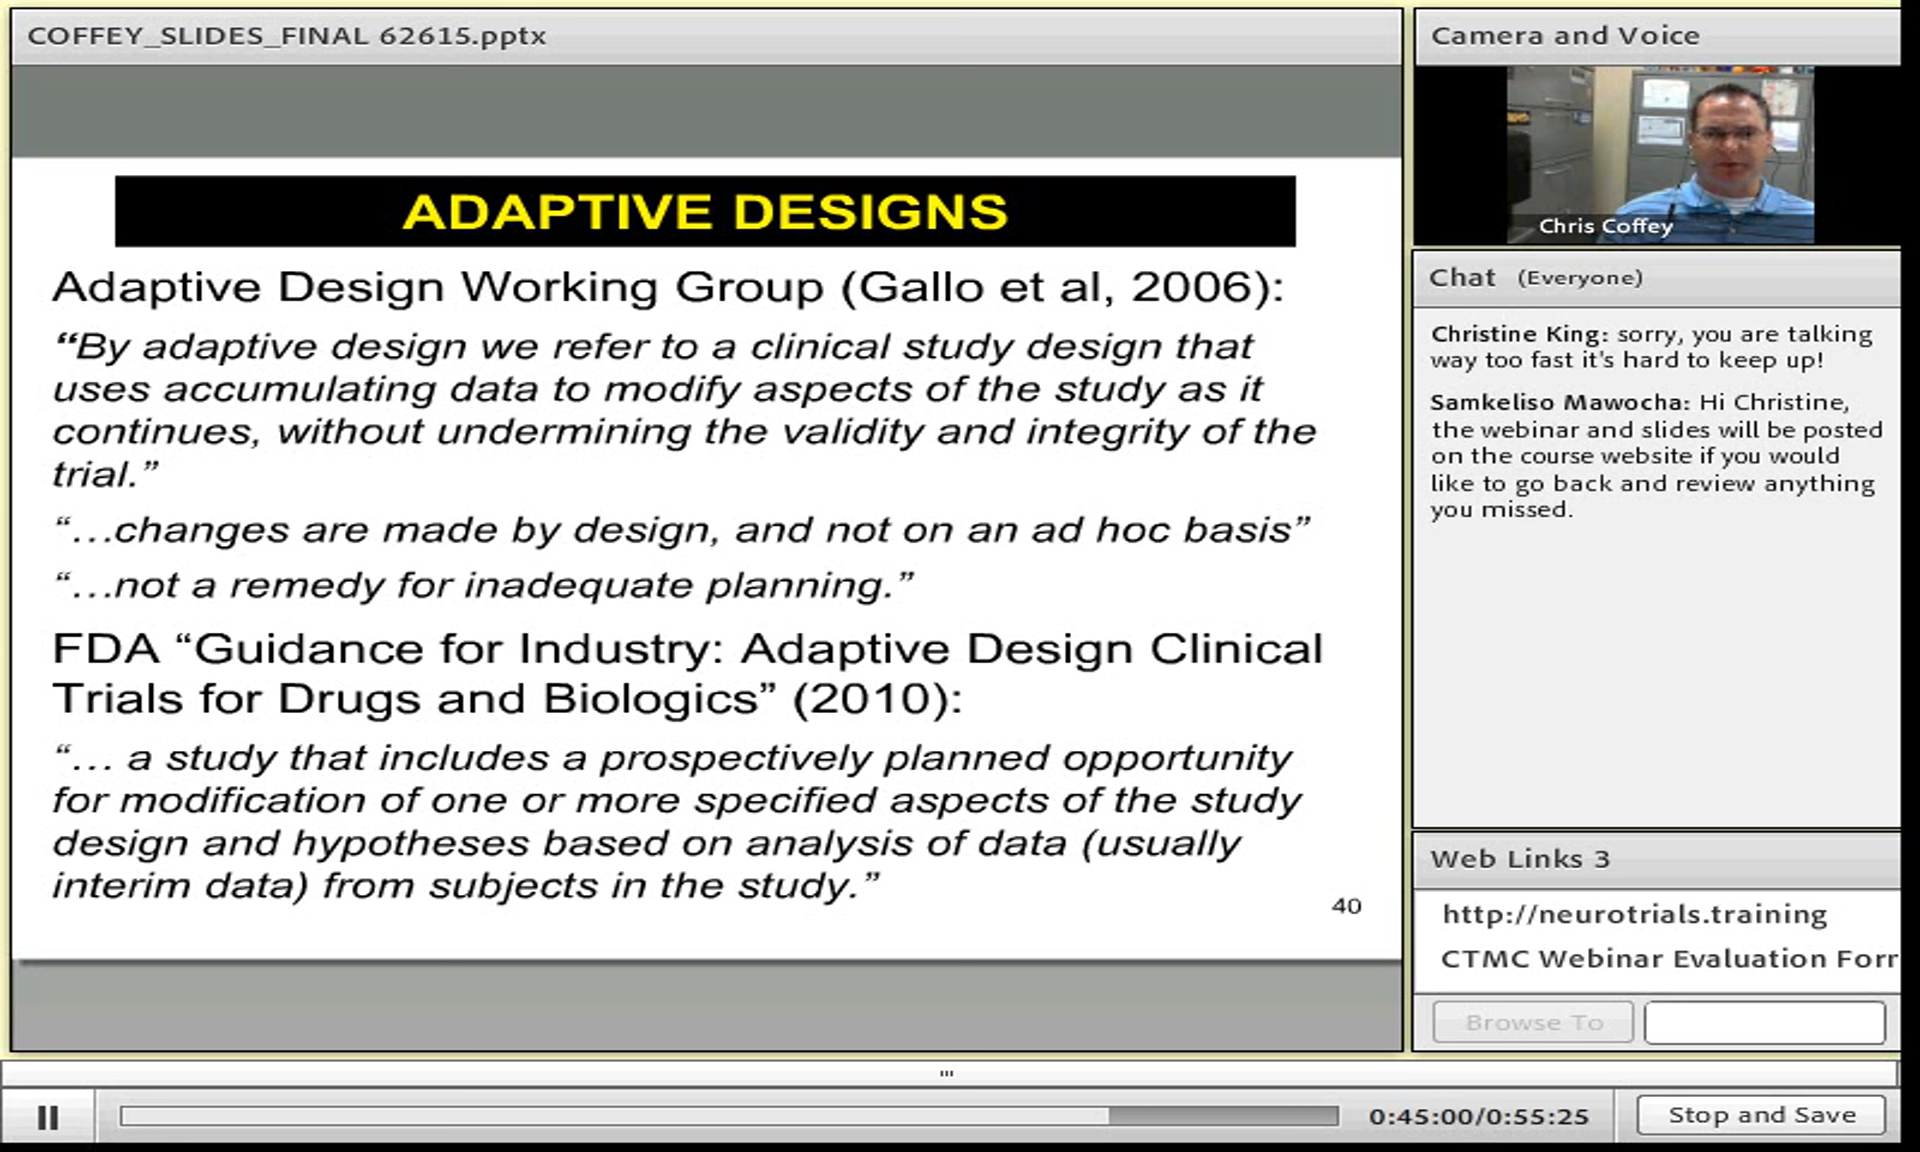 COFFEY_SLIDES_FINAL 62615.pptx
ADAPTIVE DESIGNS
Adaptive Design Working Group (Gallo et al, 2006):
“By adaptive design we refer to a clinical study design that
uses accumulating data to modify aspects of the study as it
continues, without undermining the validity and integrity of the
trial.”
“…changes are made by design, and not on an ad hoc basis”
“…not a remedy for inadequate planning.”
FDA “Guidance for Industry: Adaptive Design Clinical
Trials for Drugs and Biologics” (2010):
“… a study that includes a prospectively planned opportunity
for modification of one or more specified aspects of the study
design and hypotheses based on analysis of data (usually
interim data) from subjects in the study.”
40
Camera and Voice
Chris Coffey
Chat (Everyone)
Christine King: sorry, you are talking
way too fast it's hard to keep up!
Samkeliso Mawocha: Hi Christine,
the webinar and slides will be posted
on the course website if you would
like to go back and review anything
you missed.
Web Links 3
http://neurotrials.training
CTMC Webinar Evaluation Forr
Browse To
0:45:00/0:55:25
Stop and Save